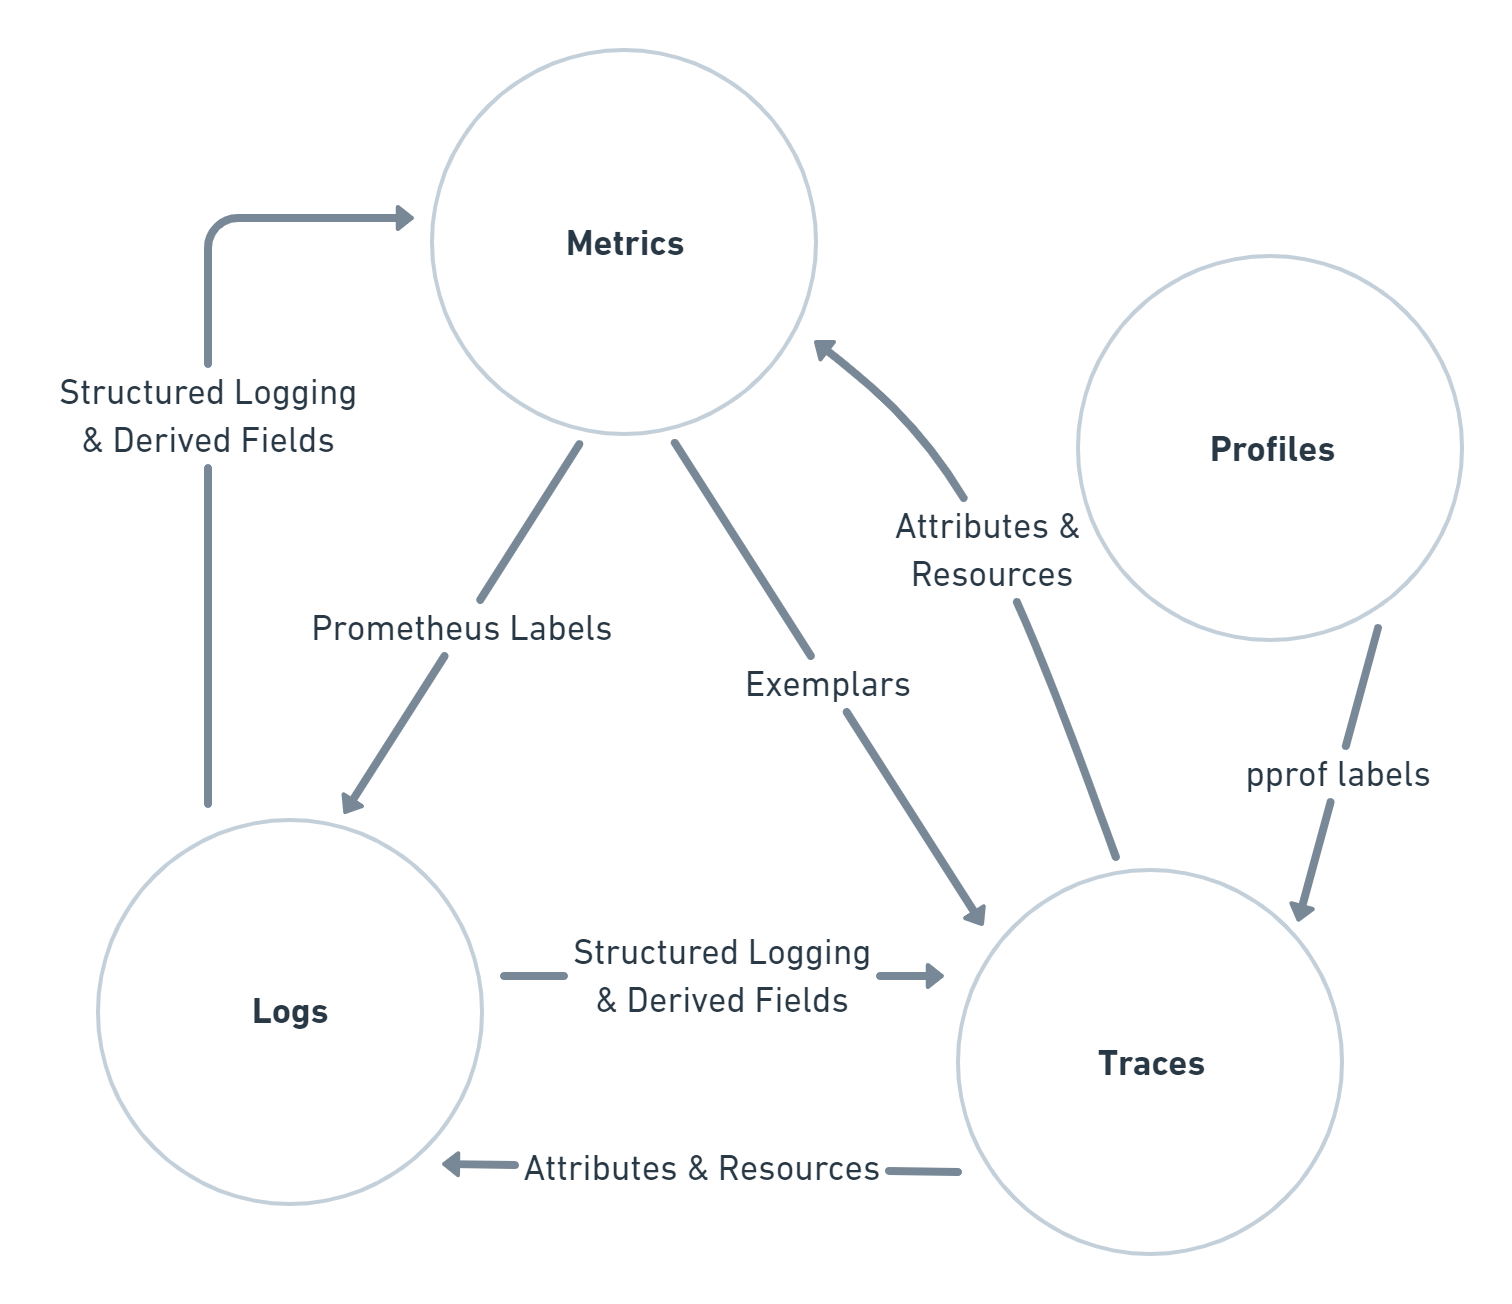 Metrics
Profiles
Structured Logging
& Derived Fields
Attributes &
Resources
Prometheus Labels
Exemplars
pprof labels
Structured Logging
& Derived Fields
Logs
Traces
Attributes & Resources